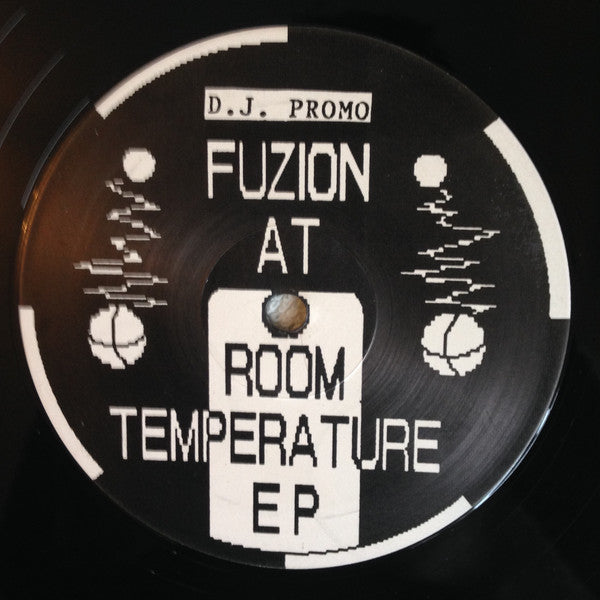 D.J. PROMO
FUZION
AT
ROOM
TEMPERATURE
EP